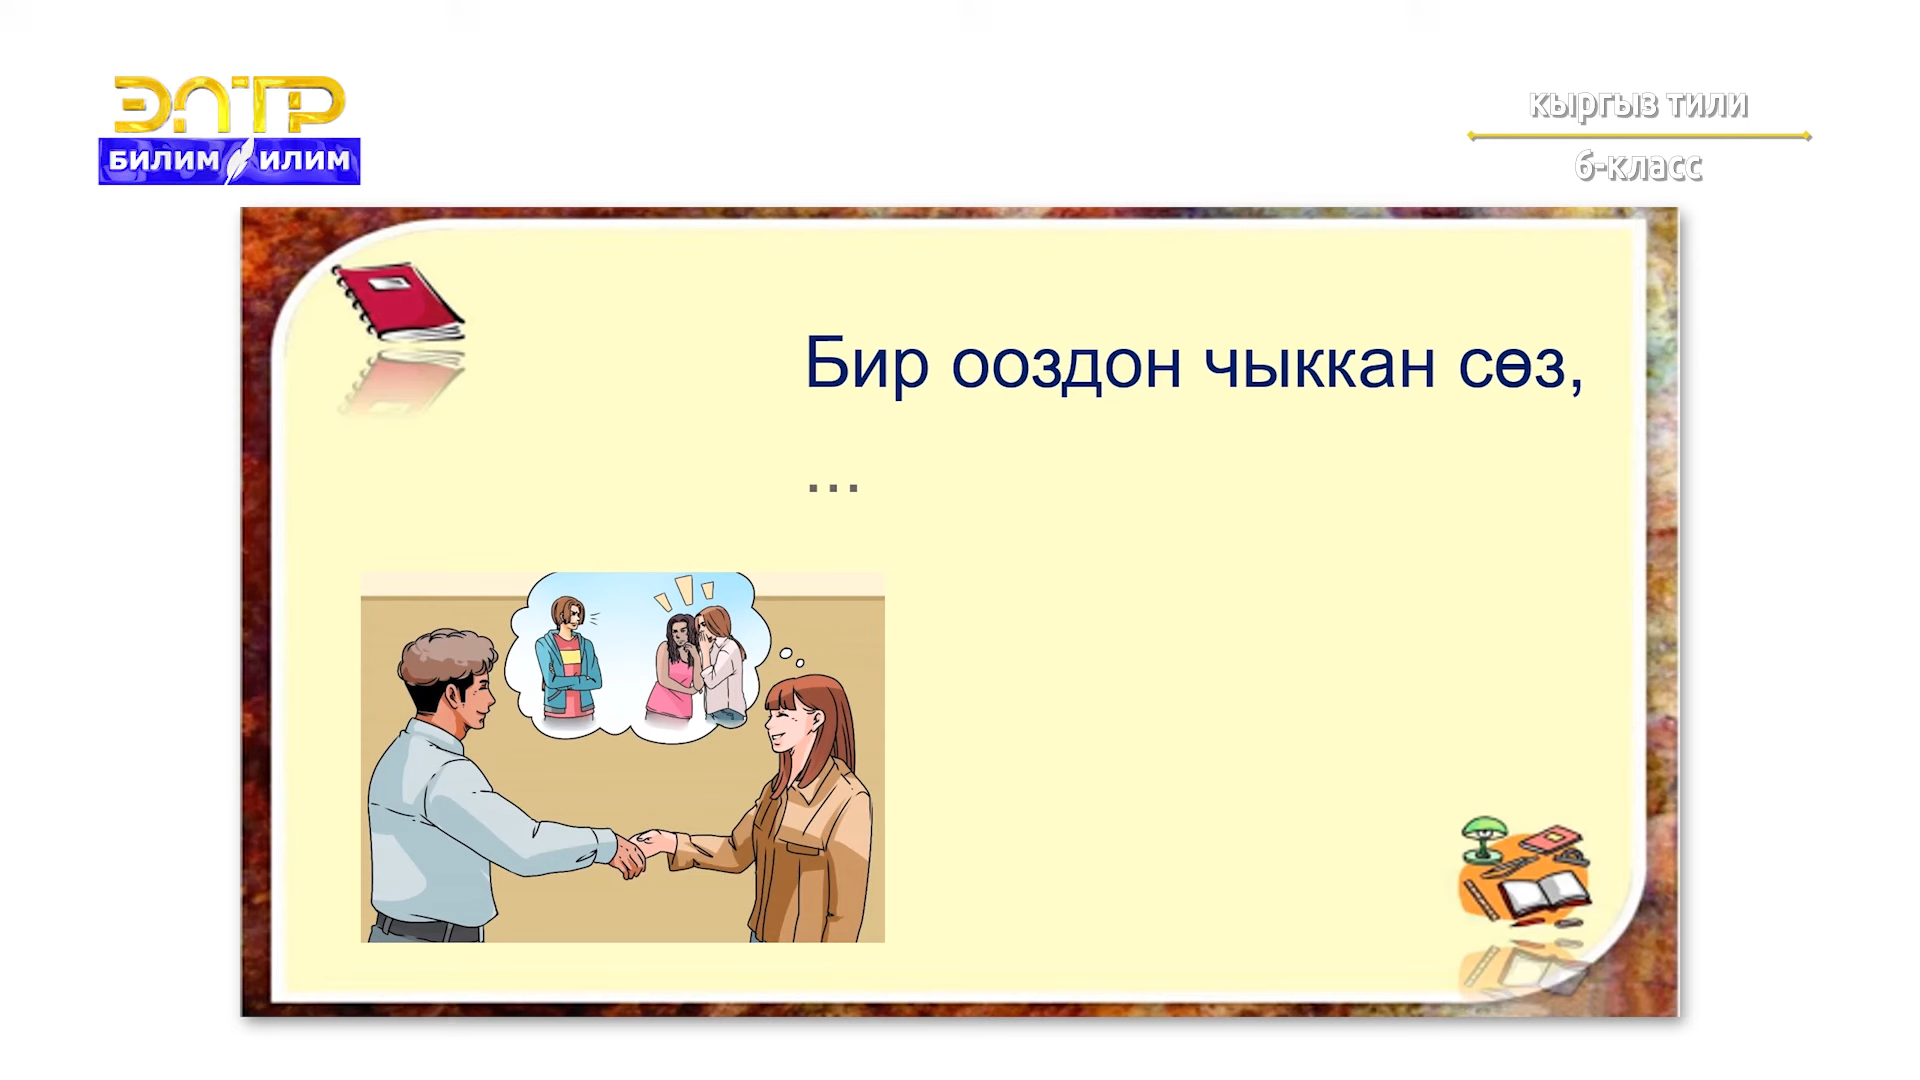 ЭЛТР
БИЛИМ ИЛИМ
кыргыз тили
6-класс
Бир ооздон чыккан сөз,
...